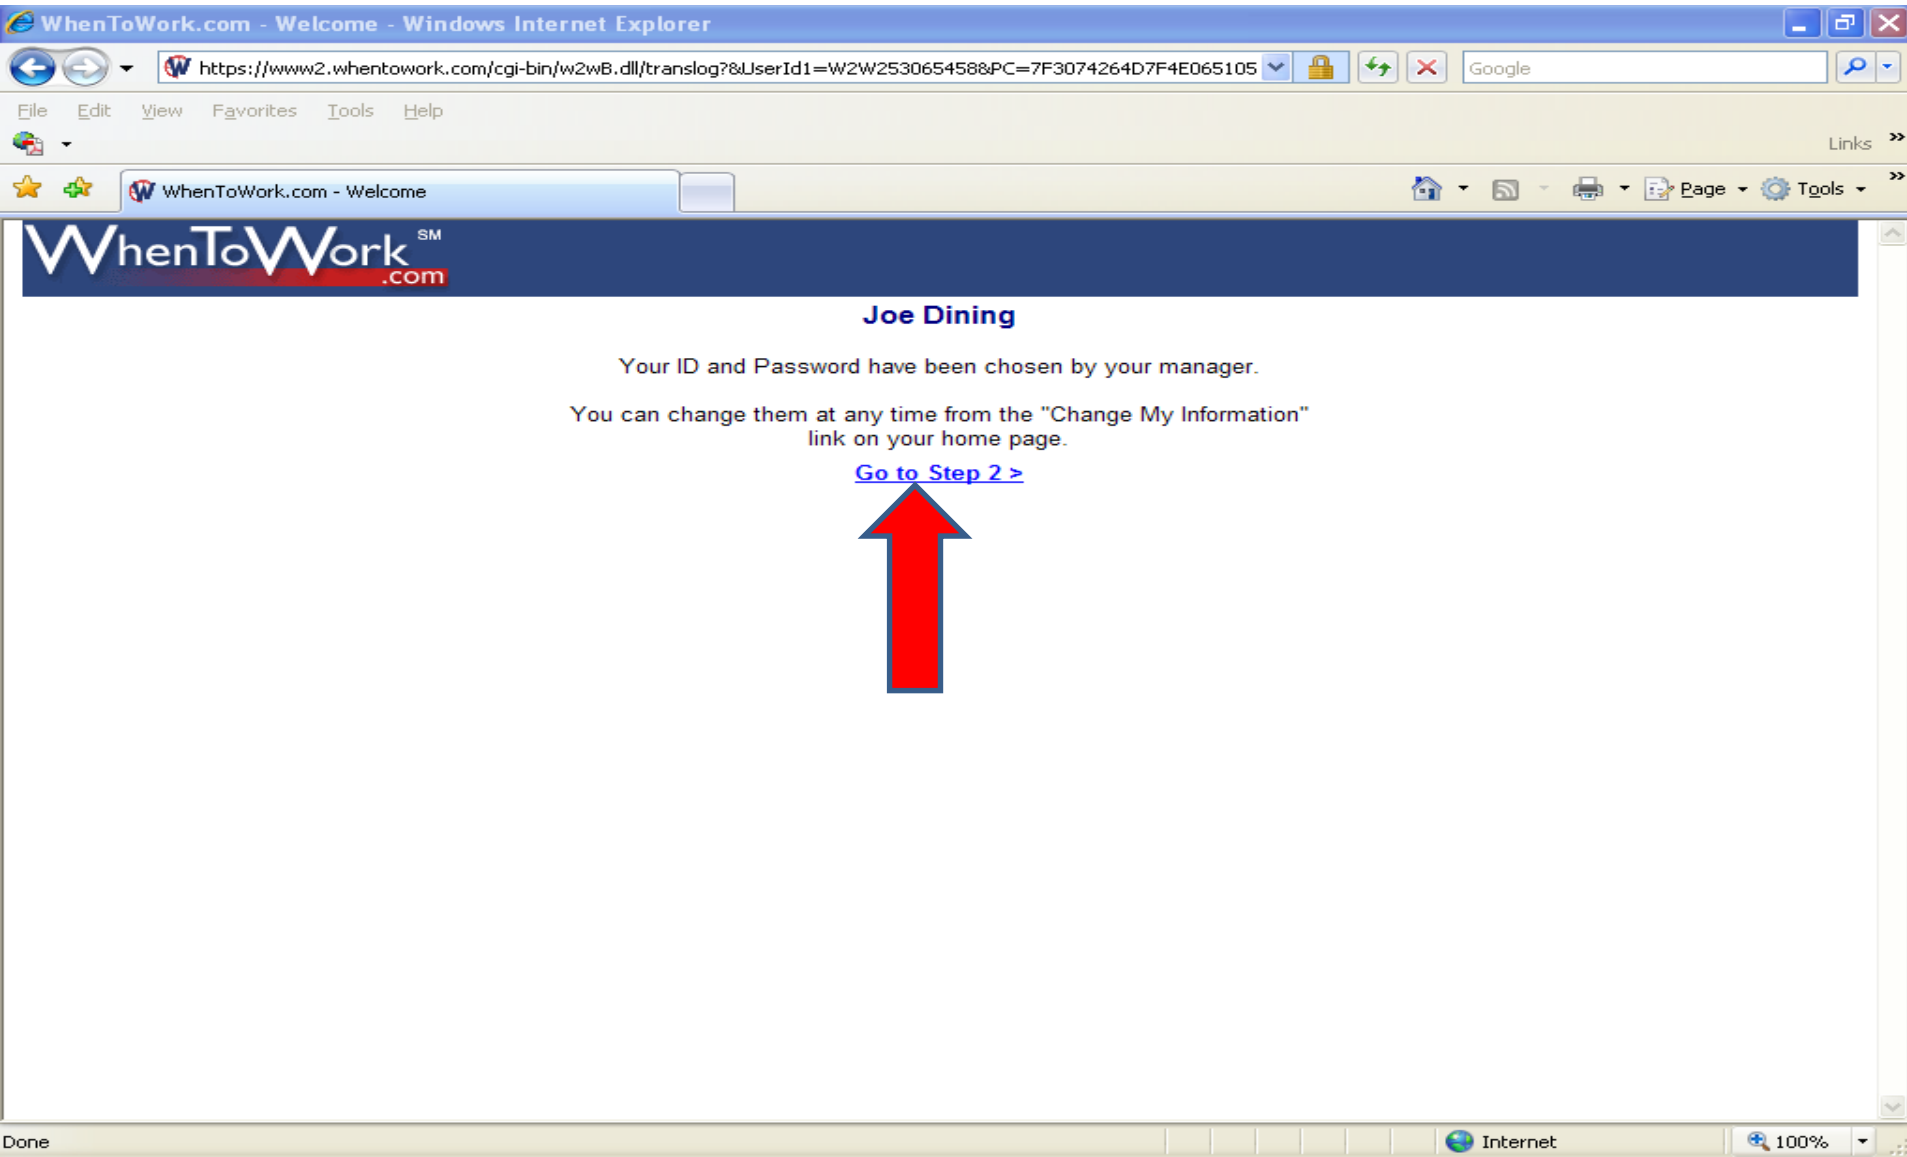 WhenToWork.com - Welcome - Windows Internet Explorer
https://www2.whentowork.com/cgi-bin/w2wB.dll/translog?&UserId1=W2W253065458&PC=7F3074264D7F4E065105
Google
File Edit View Favorites Tools Help
Links
WhenToWork.com - Welcome
Page Tools
WhenToWork SM
.com
Joe Dining
Your ID and Password have been chosen by your manager.
You can change them at any time from the "Change My Information"
link on your home page.
Go to Step 2 >
Done
Internet
100%